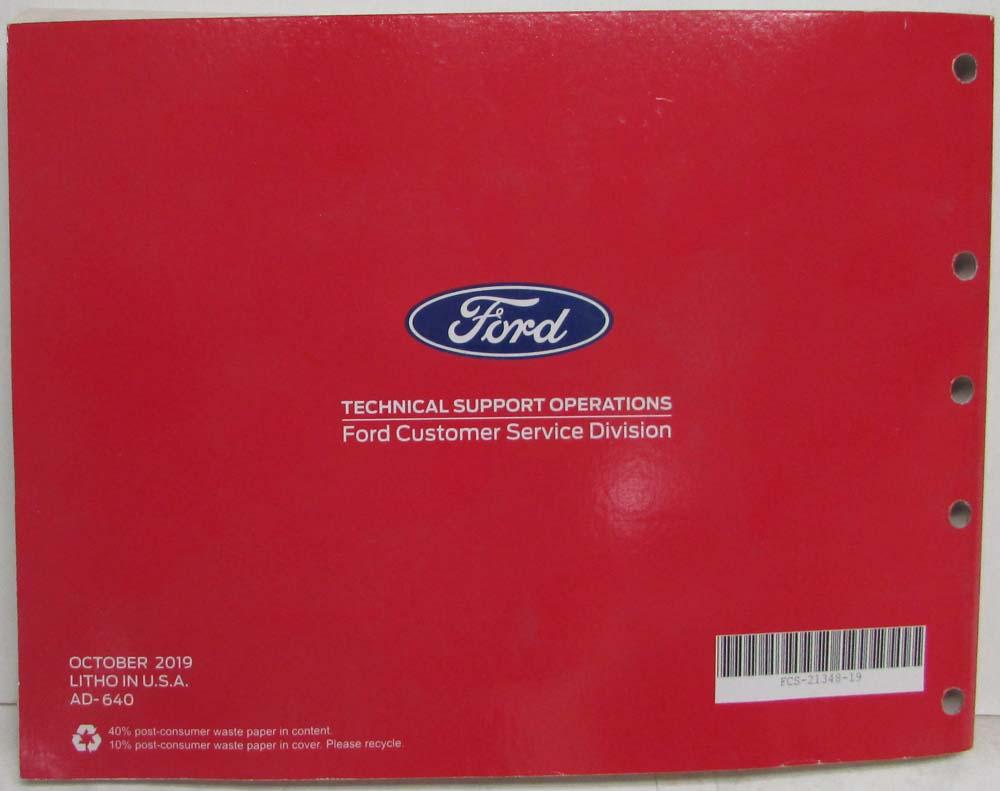 Ford
TECHNICAL SUPPORT OPERATIONS
Ford Customer Service Division
OCTOBER 2019
LITHO IN U.S.A.
AD-640
40% post-consumer waste paper in content.
10% post-consumer waste paper in cover. Please recycle.
FCS-21348-19